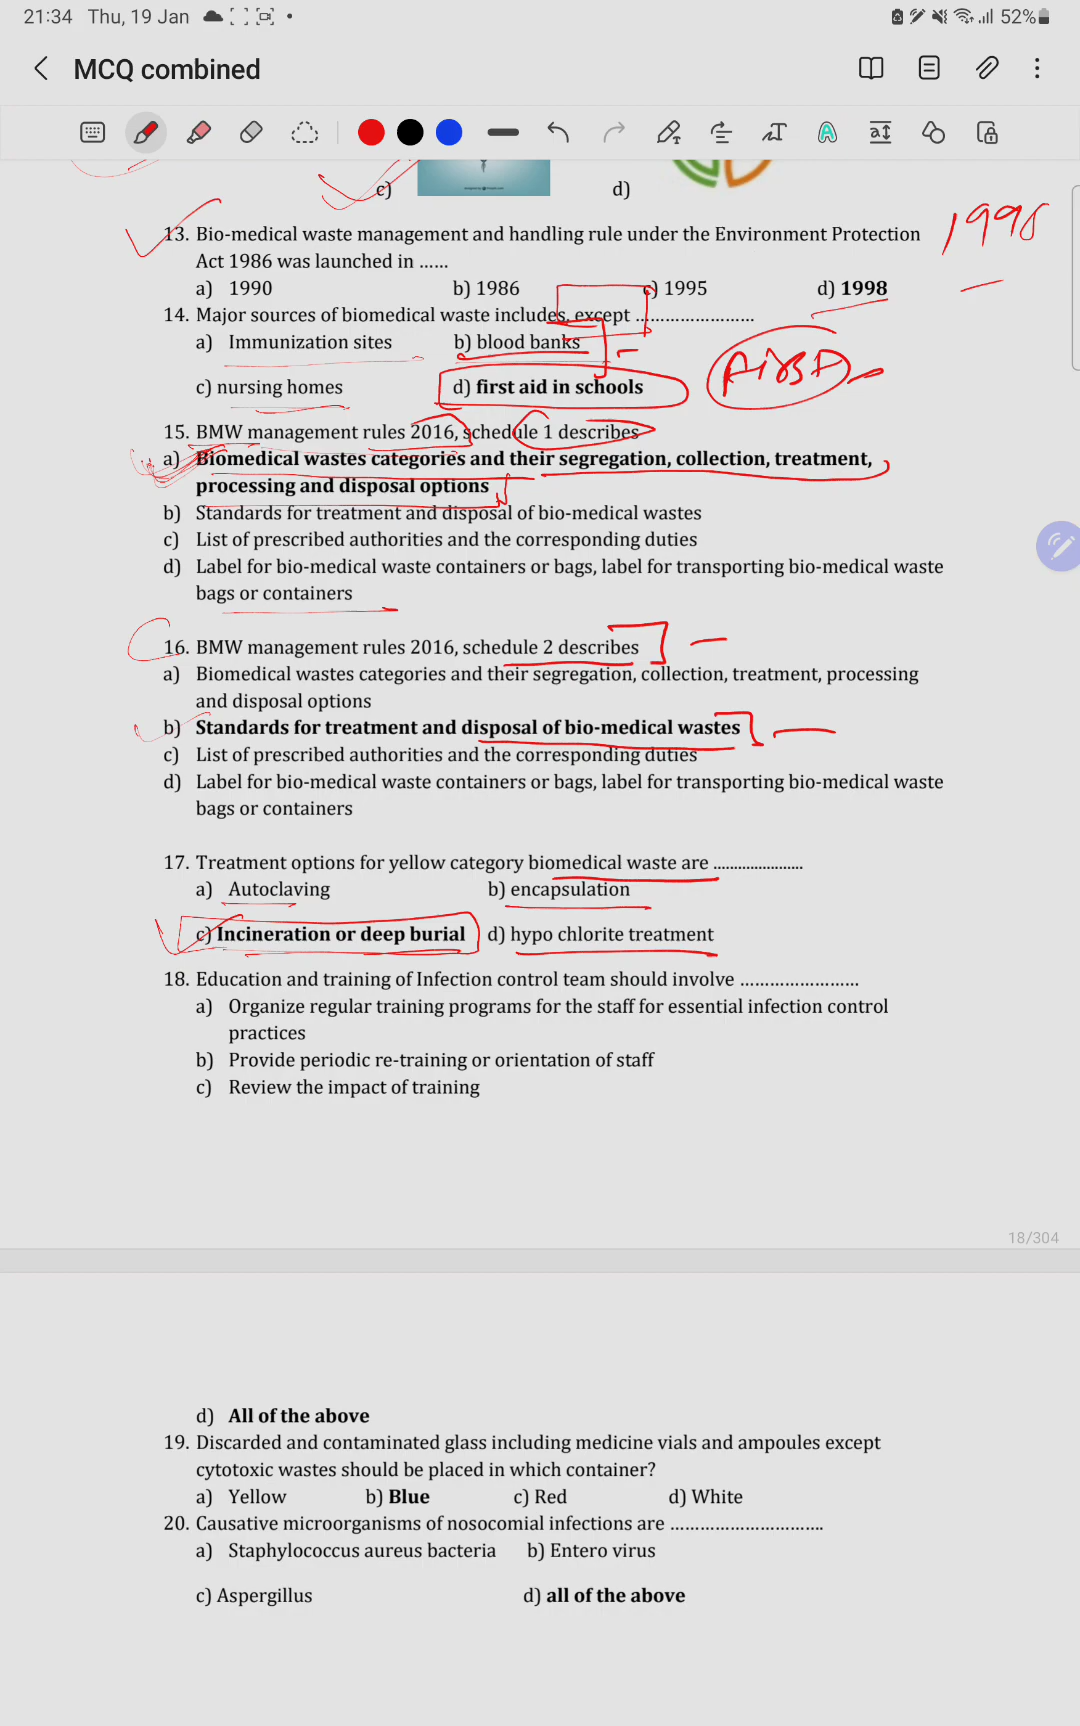 21:34 Thu, 19 Jan
52%
MCQ combined
c)
d)
13. Bio-medical waste management and handling rule under the Environment Protection
Act 1986 was launched in ......
1998
a) 1990 b) 1986 c) 1995 d) 1998
14. Major sources of biomedical waste includes, except .........................
a) Immunization sites b) blood banks
c) nursing homes d) first aid in schools
15. BMW management rules 2016, schedule 1 describes
a) Biomedical wastes categories and their segregation, collection, treatment,
processing and disposal options
b) Standards for treatment and disposal of bio-medical wastes
c) List of prescribed authorities and the corresponding duties
d) Label for bio-medical waste containers or bags, label for transporting bio-medical waste
bags or containers
16. BMW management rules 2016, schedule 2 describes
a) Biomedical wastes categories and their segregation, collection, treatment, processing
and disposal options
b) Standards for treatment and disposal of bio-medical wastes
c) List of prescribed authorities and the corresponding duties
d) Label for bio-medical waste containers or bags, label for transporting bio-medical waste
bags or containers
17. Treatment options for yellow category biomedical waste are ......................
a) Autoclaving b) encapsulation
c) Incineration or deep burial d) hypo chlorite treatment
18. Education and training of Infection control team should involve ........................
a) Organize regular training programs for the staff for essential infection control
practices
b) Provide periodic re-training or orientation of staff
c) Review the impact of training
18/304
d) All of the above
19. Discarded and contaminated glass including medicine vials and ampoules except
cytotoxic wastes should be placed in which container?
a) Yellow b) Blue c) Red d) White
20. Causative microorganisms of nosocomial infections are ...............................
a) Staphylococcus aureus bacteria b) Entero virus
c) Aspergillus d) all of the above